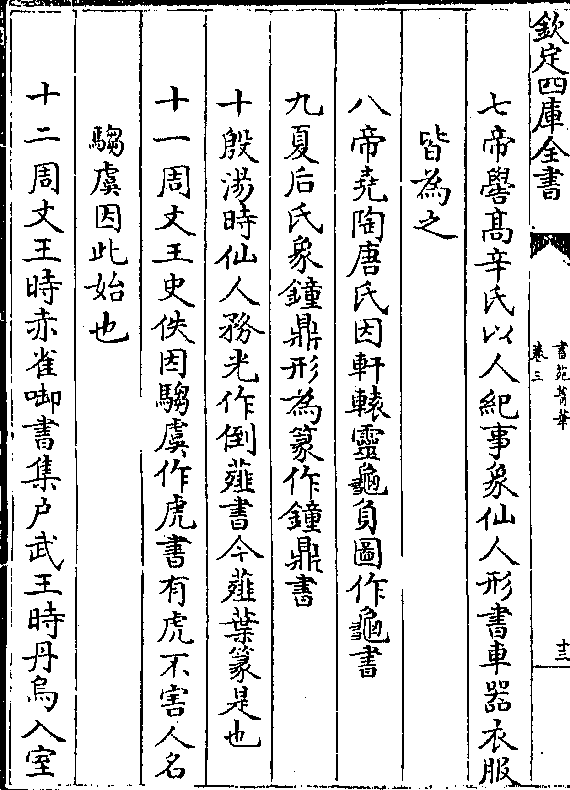 欽定四庫全書
書苑菁華
卷三
十三
七帝嚳髙辛氏以人紀事象仙人形書車器衣服
皆為之
八帝堯陶唐氏因軒轅靈龜負圖作龜書
九夏后氏象鐘鼎形為篆作鐘鼎書
十殷湯時仙人務光作倒薤書今薤葉篆是也
十一周文王史佚因騶虞作虎書有虎不害人名
騶虞因此始也
十二周文王時赤雀啣書集户武王時丹烏入室